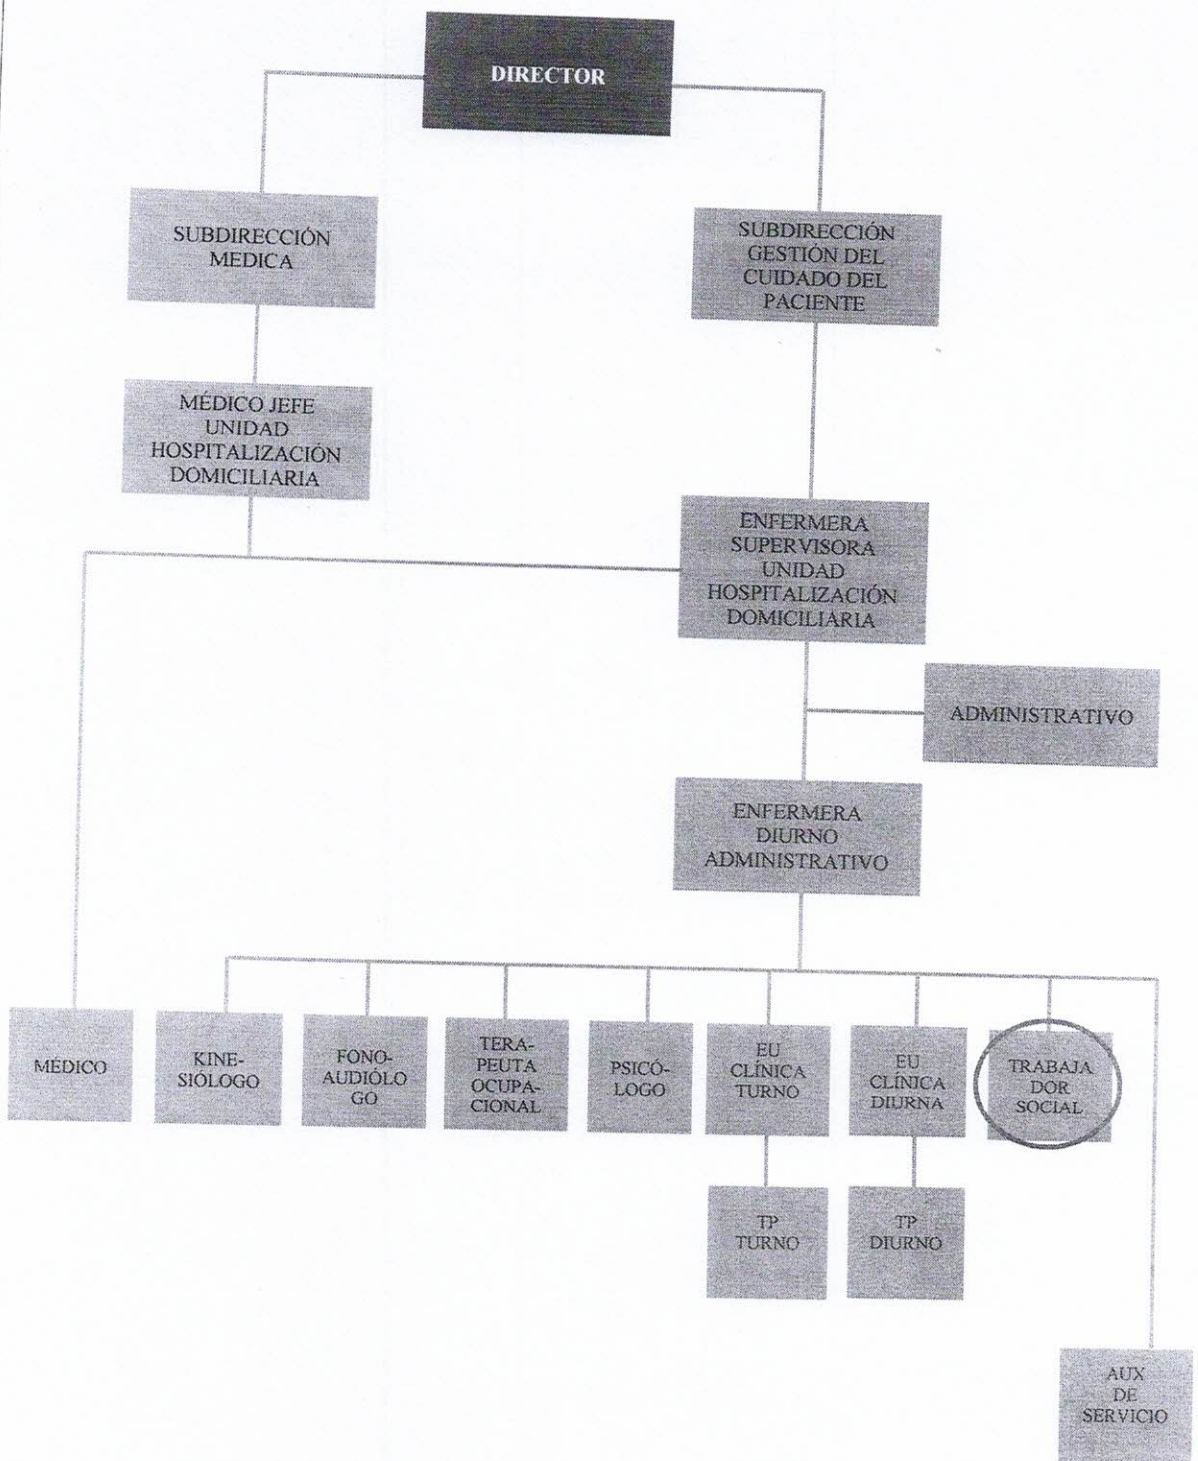 DIRECTOR
SUBDIRECCIÓN
MEDICA
SUBDIRECCIÓN
GESTIÓN DEL
CUIDADO DEL
PACIENTE
MÉDICO JEFE
UNIDAD
HOSPITALIZACIÓN
DOMICILIARIA
ENFERMERA
SUPERVISORA
UNIDAD
HOSPITALIZACIÓN
DOMICILIARIA
ADMINISTRATIVO
ENFERMERA
DIURNO
ADMINISTRATIVO
MÉDICO
KINE-
SIÓLOGO
FONO-
AUDIÓLO
GO
TERA-
PEUTA
OCUPA-
CIONAL
PSICÓ-
LOGO
EU
CLÍNICA
TURNO
EU
CLÍNICA
DIURNA
TRABAJA
DOR
SOCIAL
TP
TURNO
TP
DIURNO
AUX
DE
SERVICIO